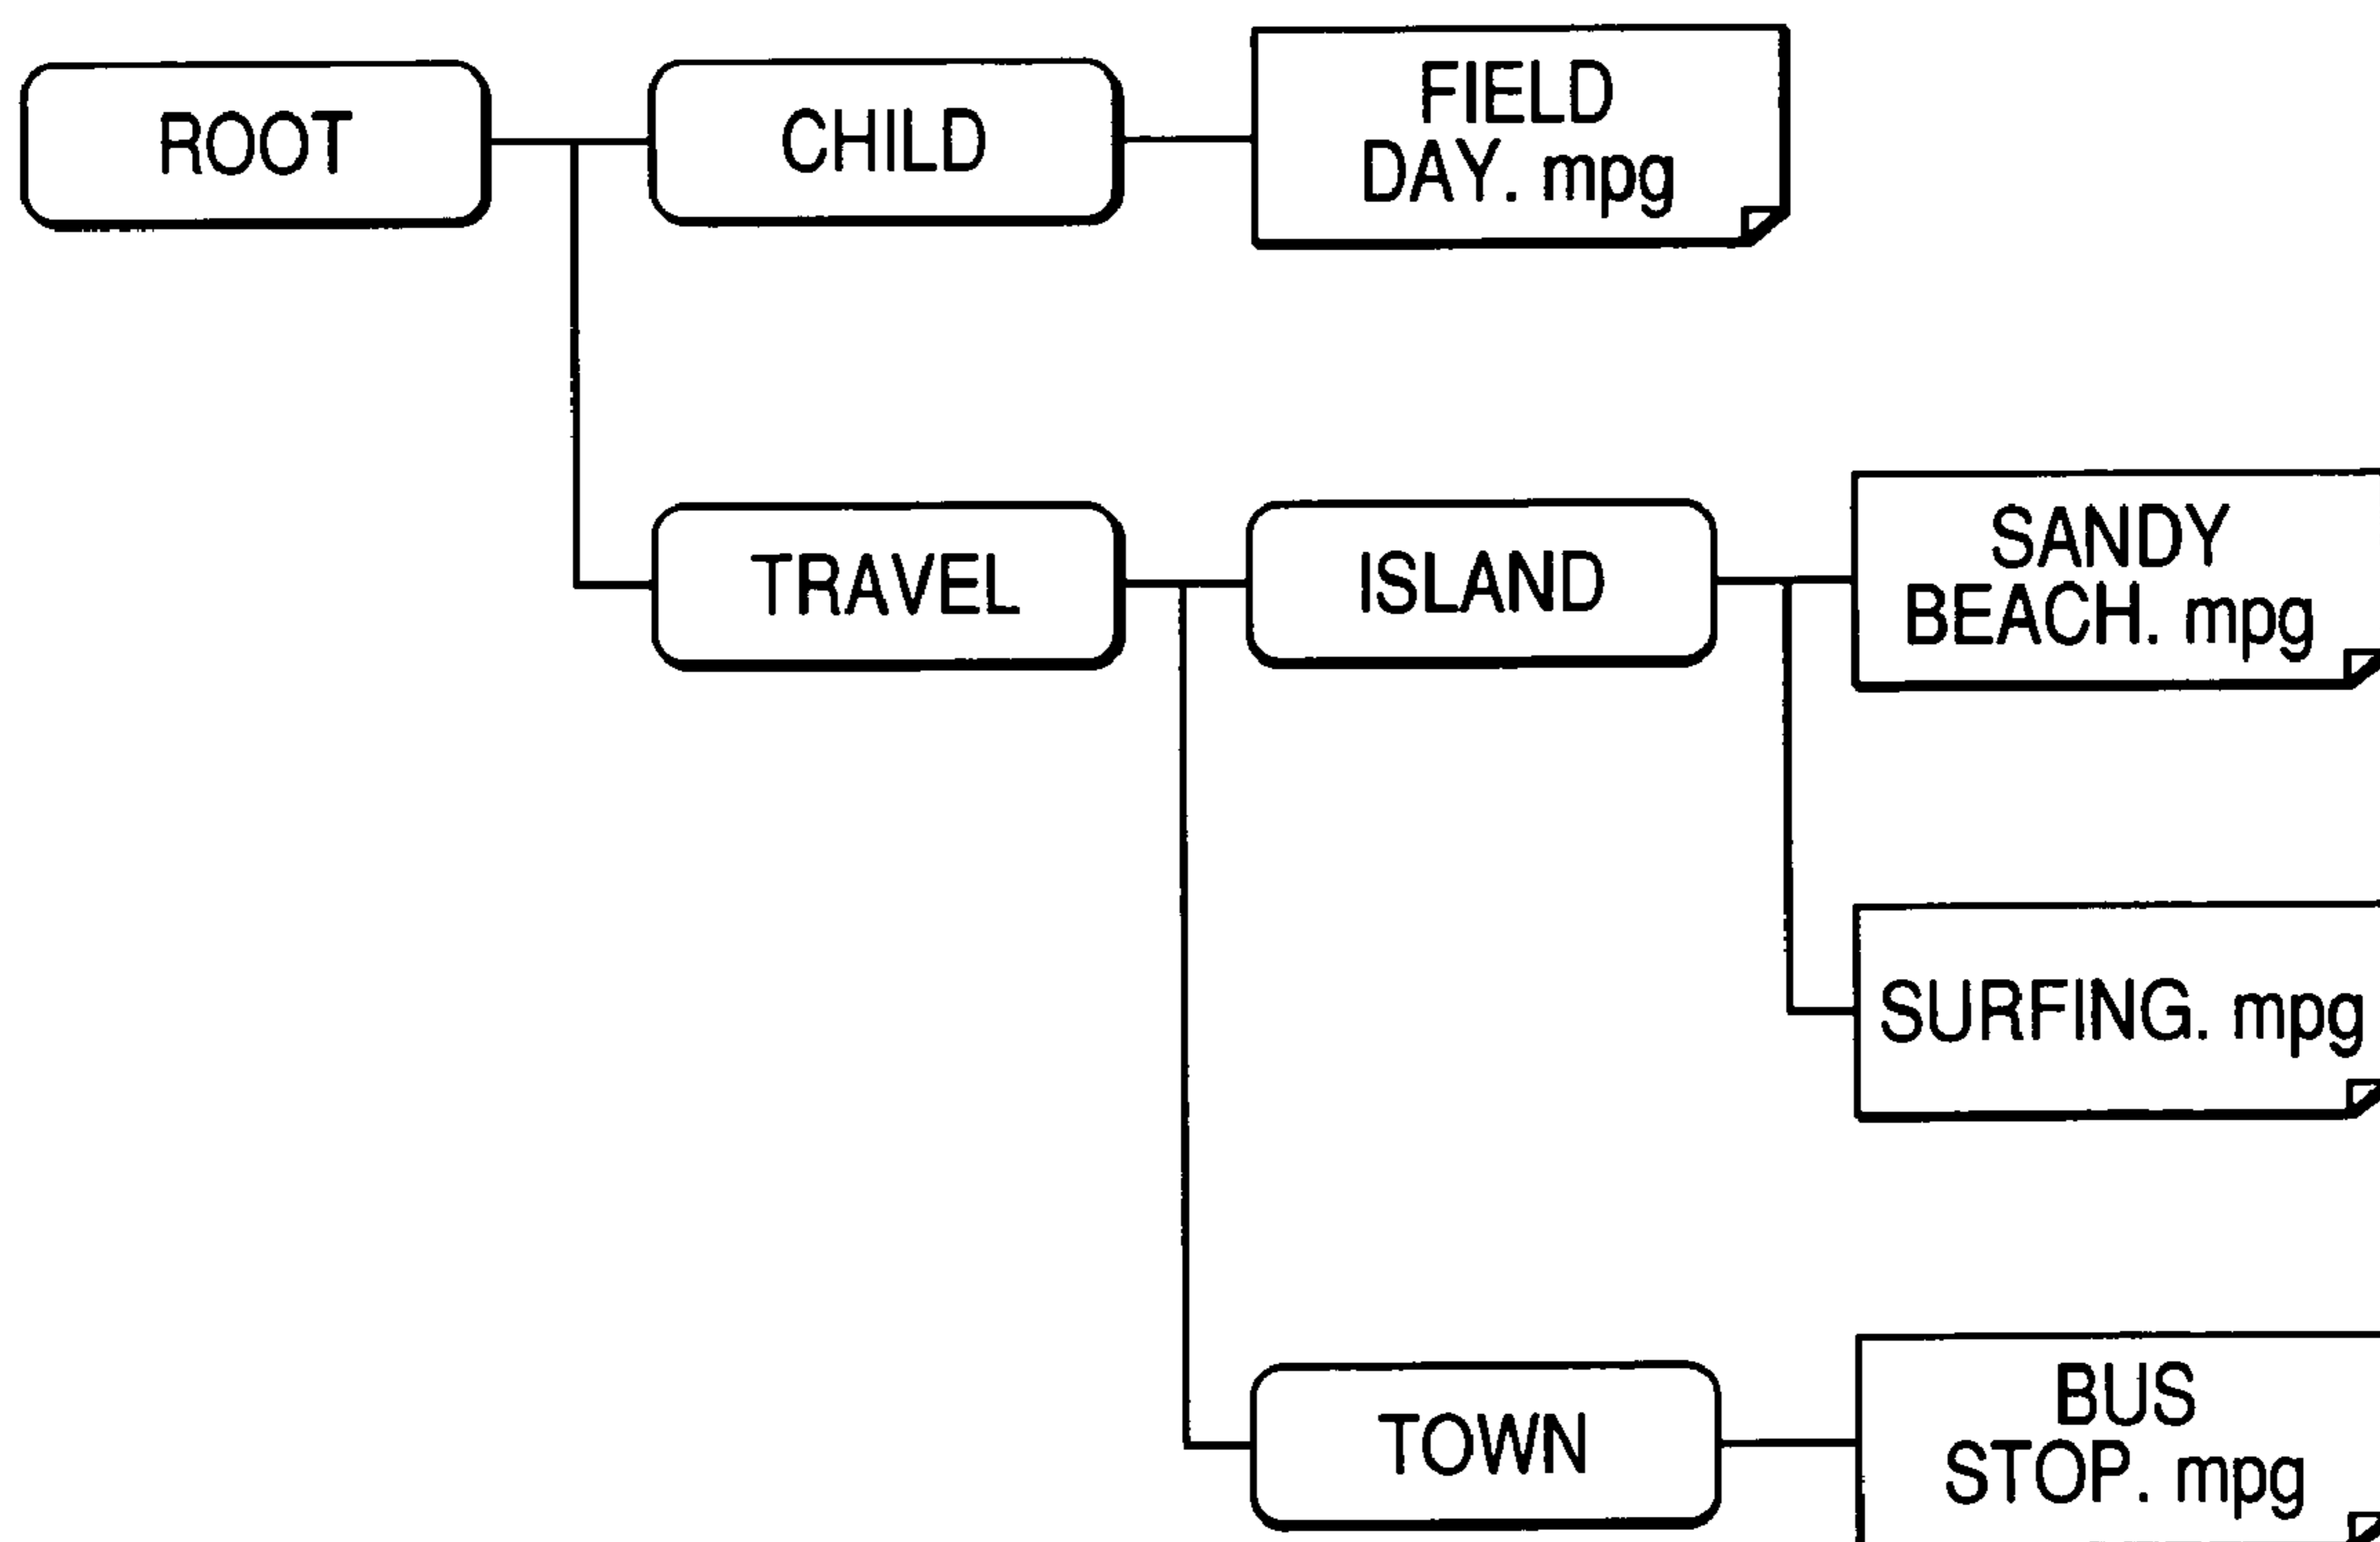 ROOT
CHILD
FIELD
DAY. mpg
TRAVEL
ISLAND
SANDY
BEACH. mpg
SURFING. mpg
TOWN
BUS
STOP. mpg